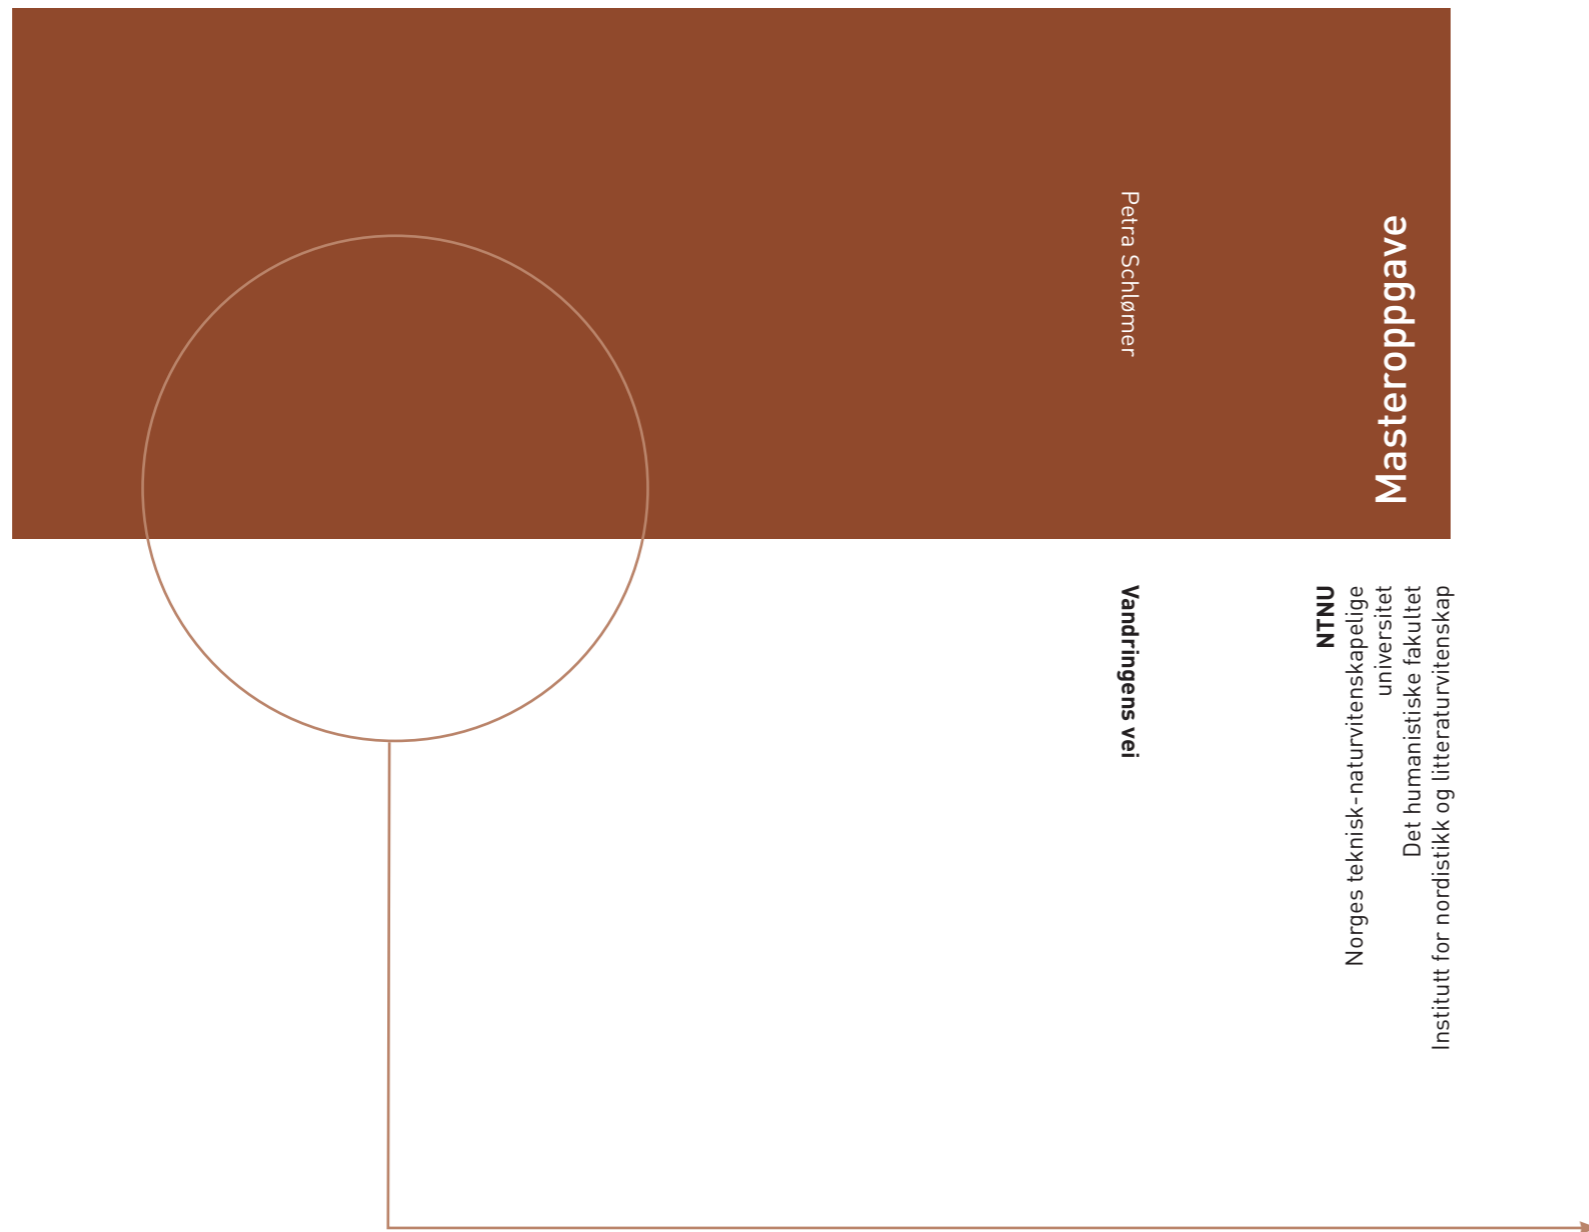 Petra Schlømer
Vandringens vei
Masteroppgave
NTNU
Norges teknisk-naturvitenskapelige
universitet
Det humanistiske fakultet
Institutt for nordistikk og litteraturvitenskap